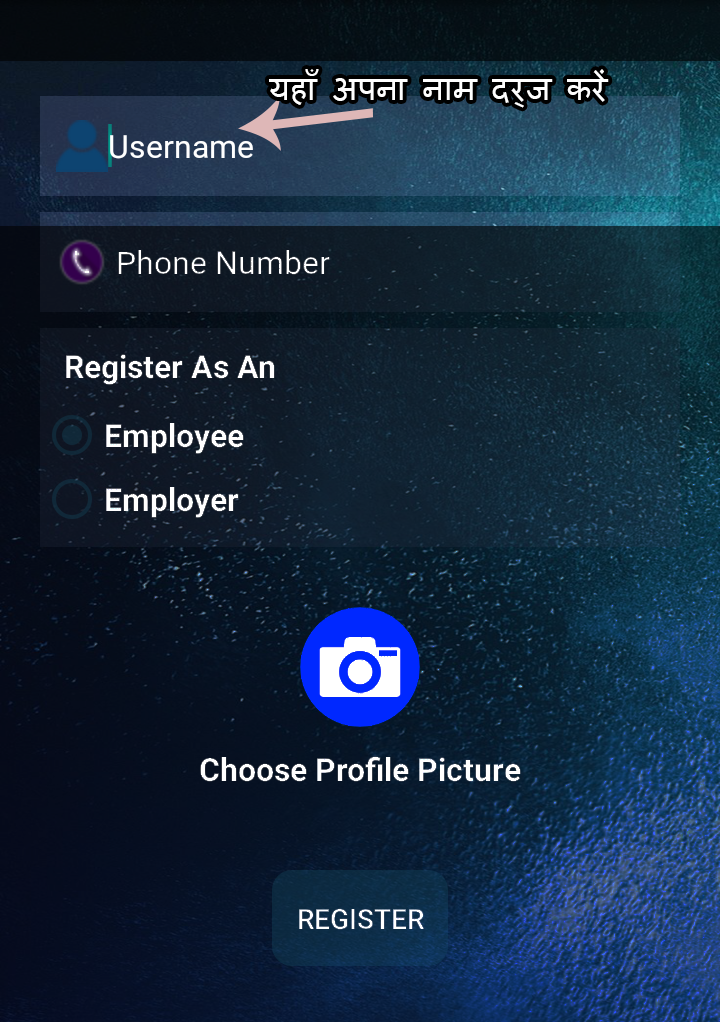 यहाँ अपना नाम दर्ज करें
Username
Phone Number
Register As An
Employee
Employer
Choose Profile Picture
REGISTER